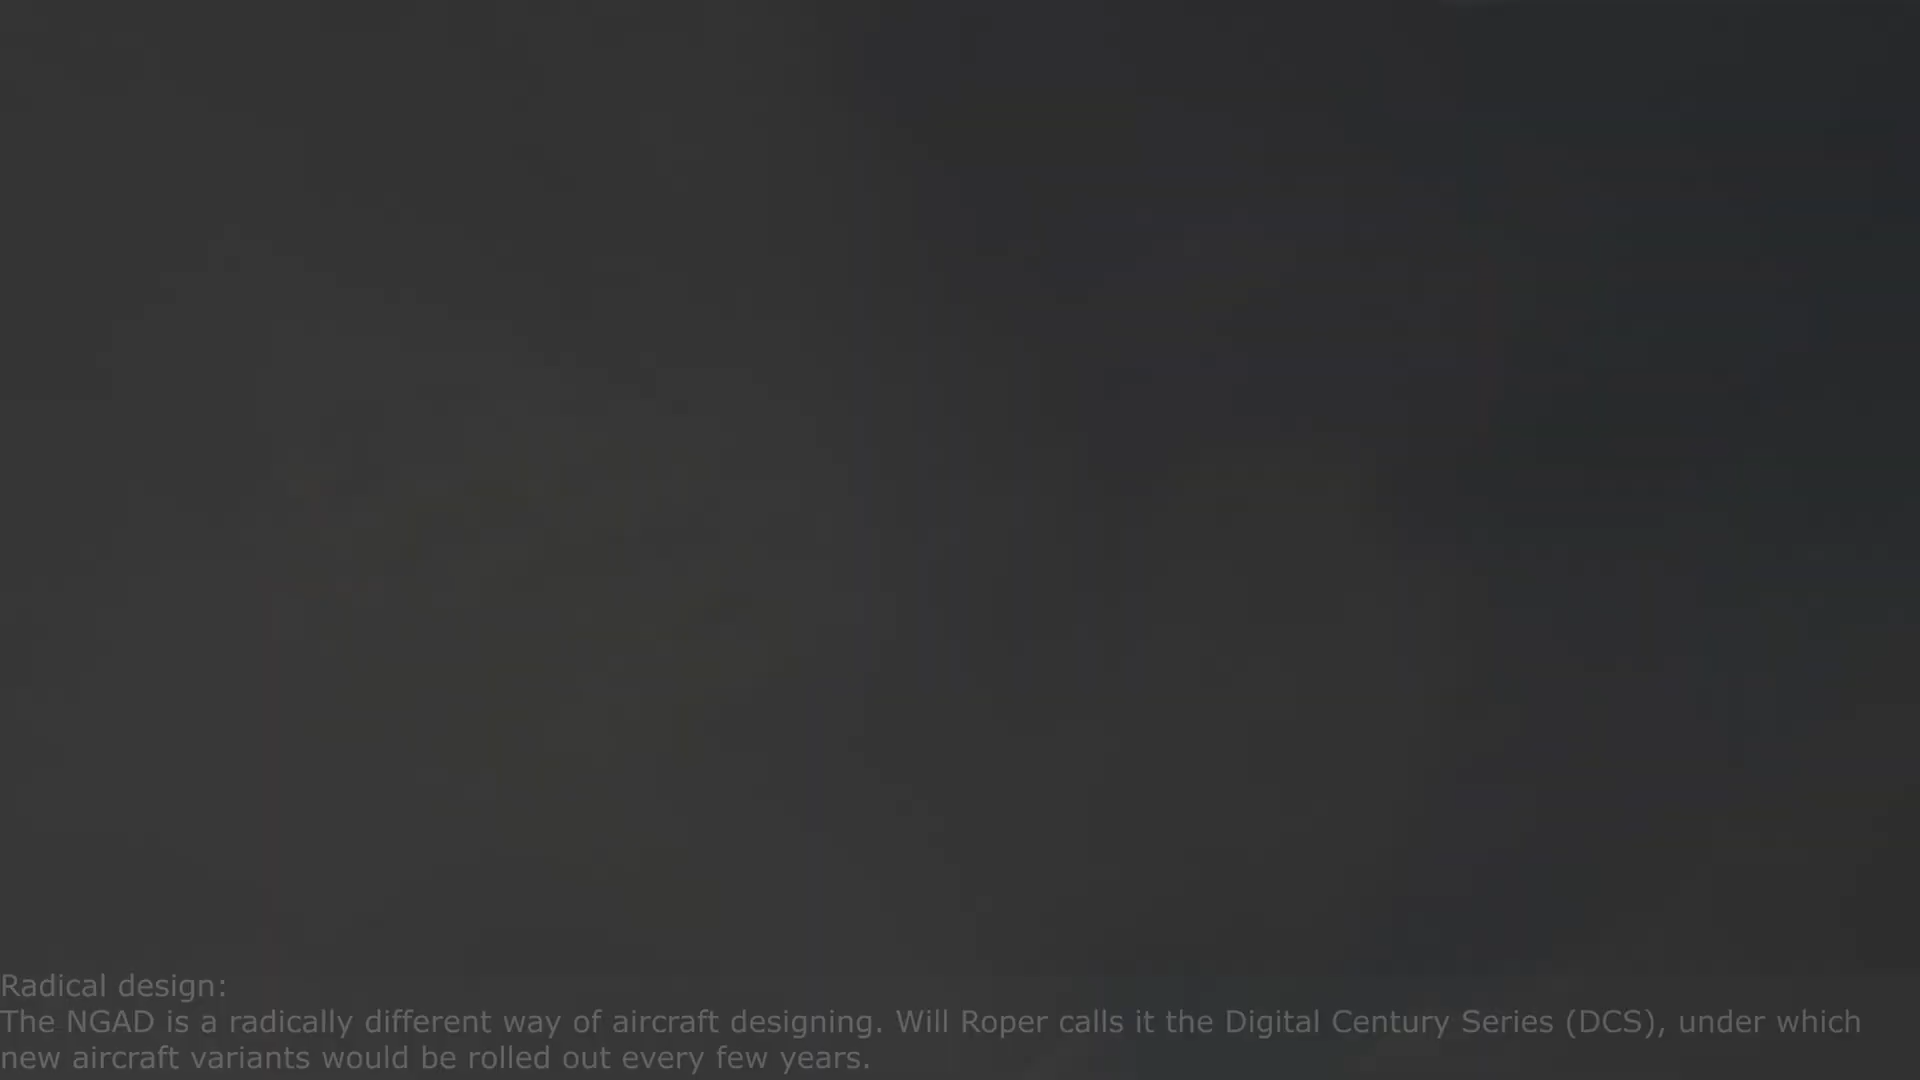 Radical design:
The NGAD is a radically different way of aircraft designing. Will Roper calls it the Digital Century Series (DCS), under which
new aircraft variants would be rolled out every few years.